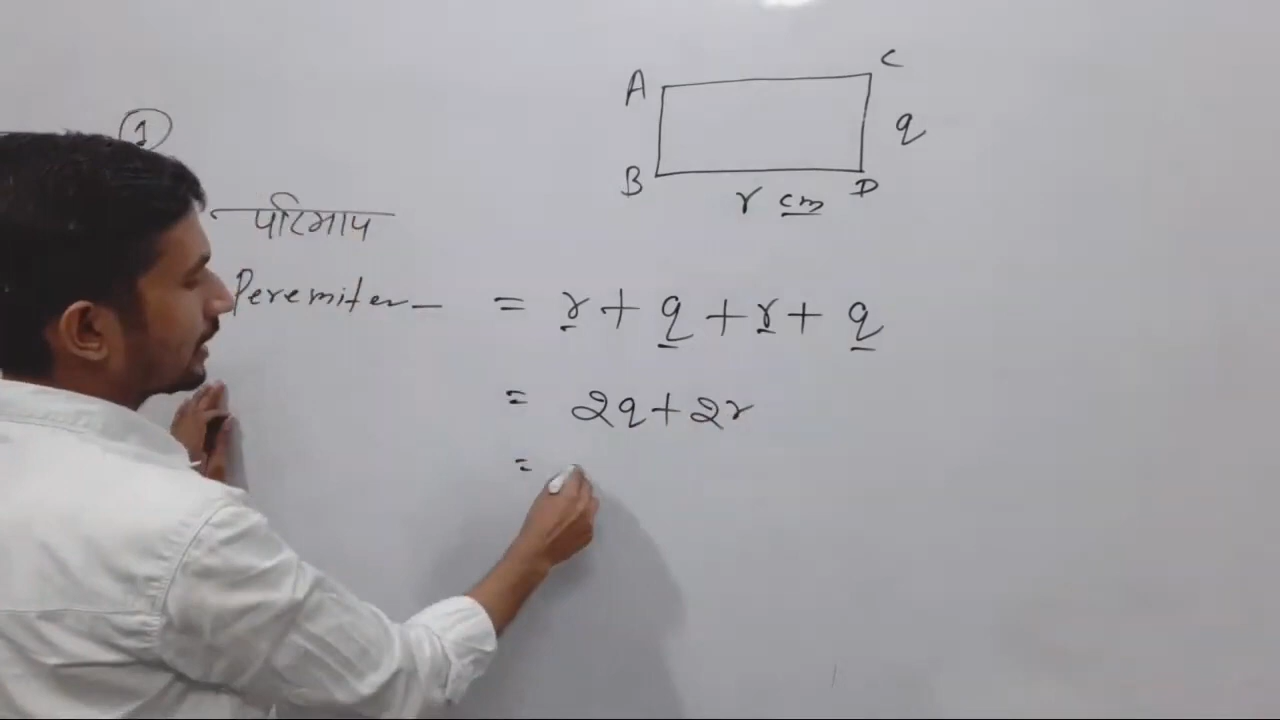 A C
q
B D
r cm
1
परिमाप
Peremiter - = r + q + r + q
= 2q + 2r
=